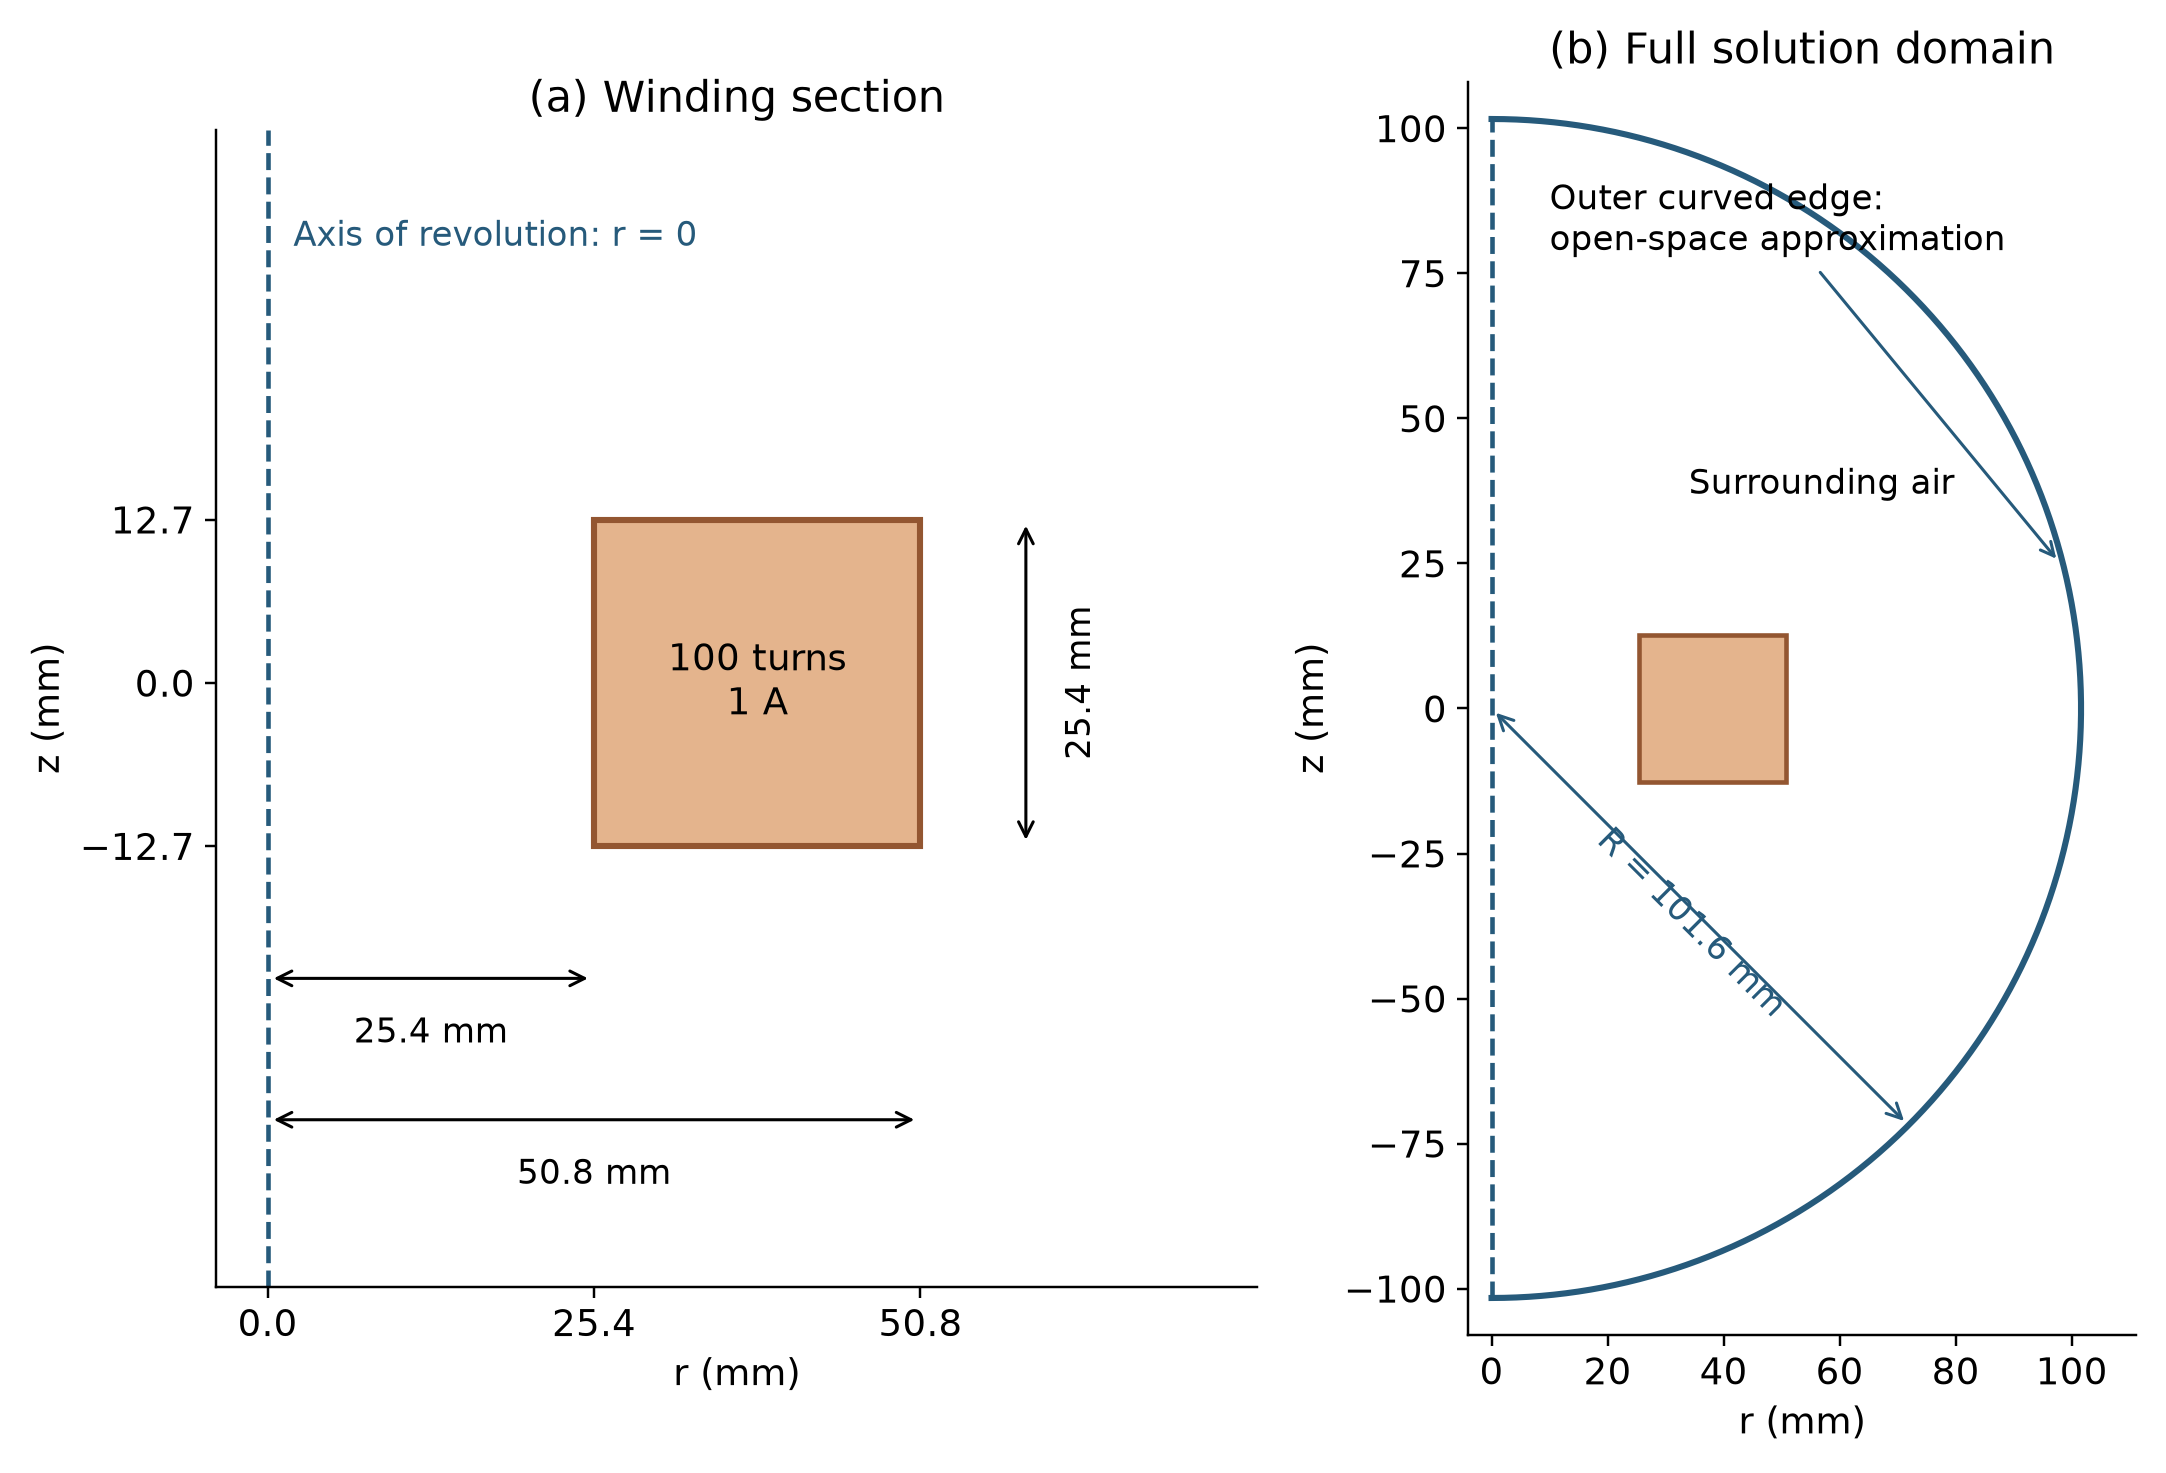 (a) Winding section
Axis of revolution: r = 0
12.7
0.0
−12.7
z (mm)
100 turns
1 A
25.4 mm
25.4 mm
50.8 mm
0.0
25.4
50.8
r (mm)
(b) Full solution domain
100
75
50
25
0
−25
−50
−75
−100
z (mm)
Outer curved edge:
open-space approximation
Surrounding air
R = 101.6 mm
0
20
40
60
80
100
r (mm)